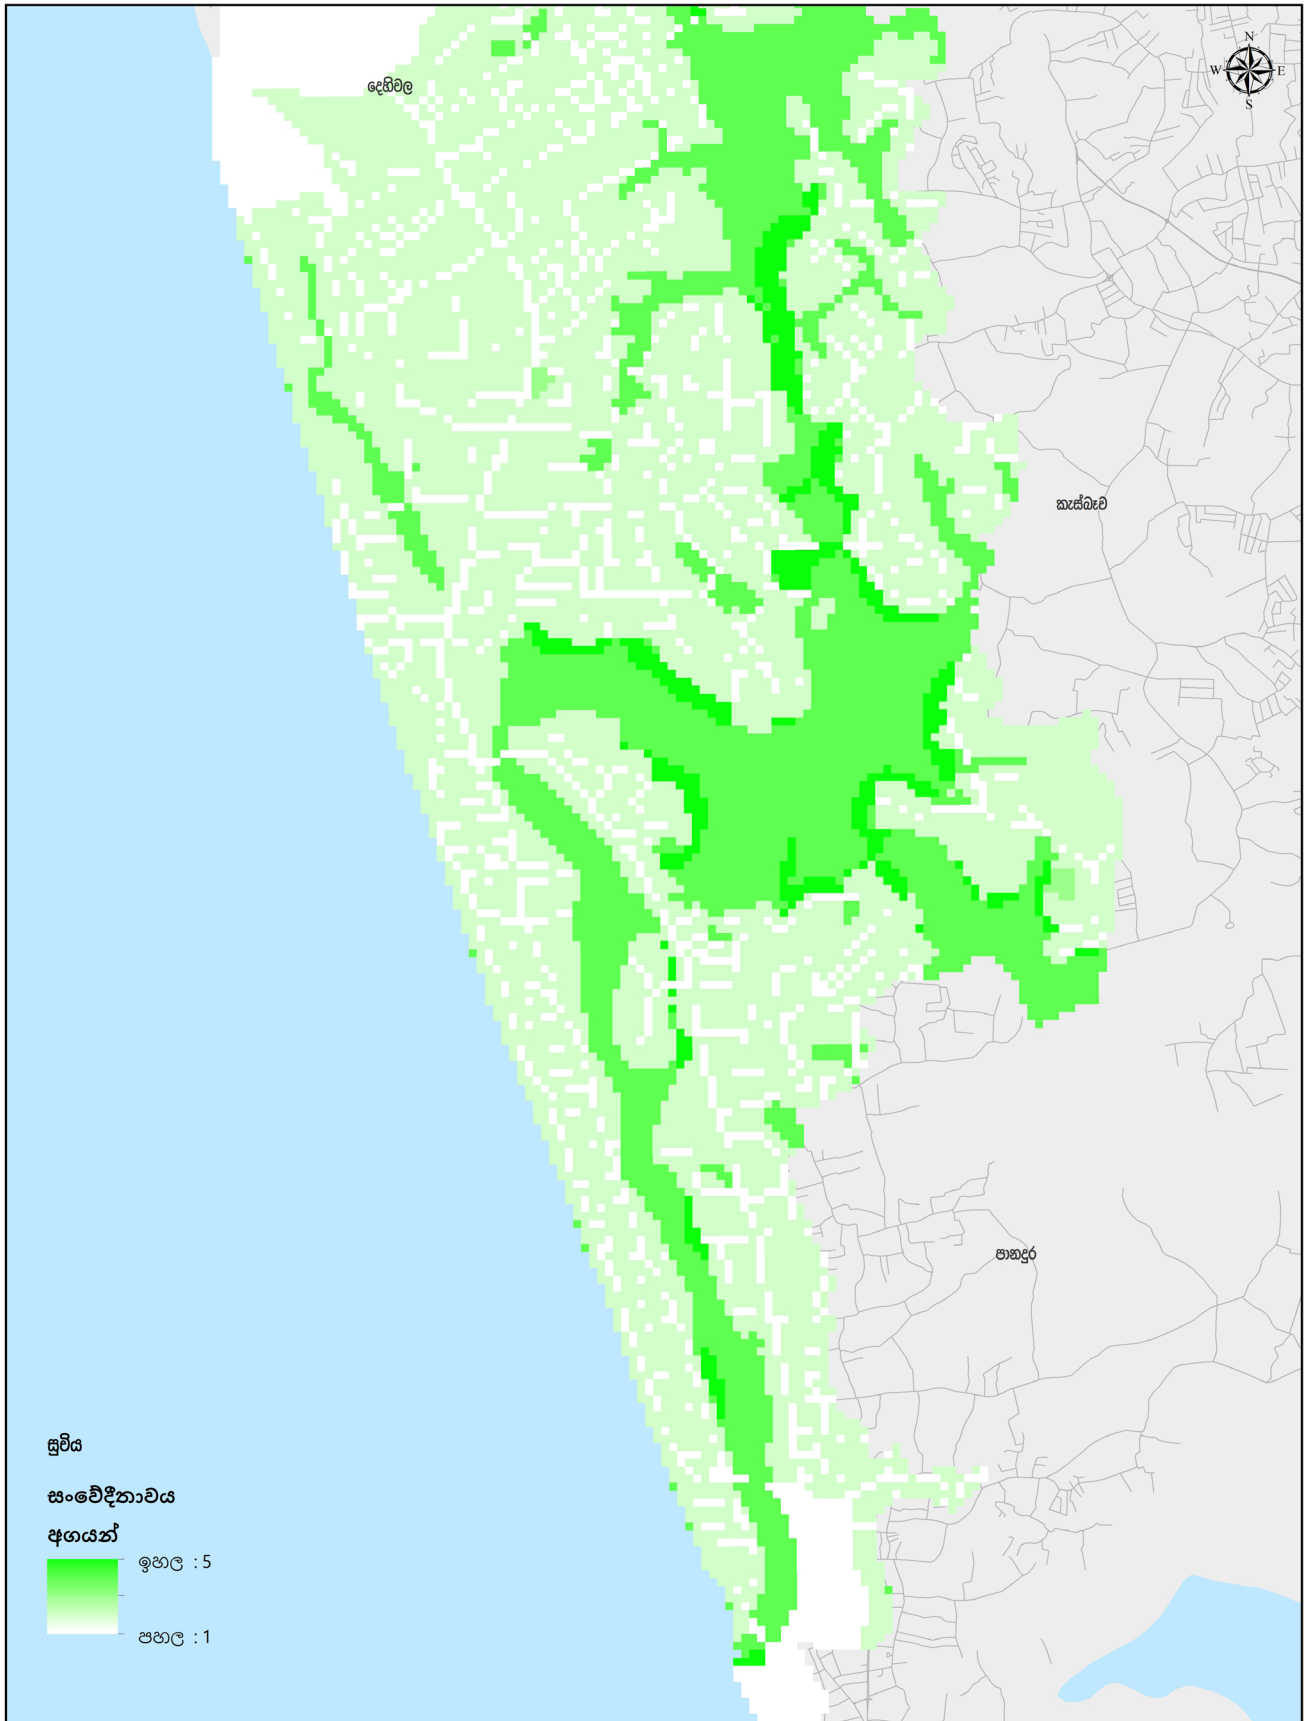 N
W E
S
දෙහිවල
කැස්බෑව
පානදුර
සූචිය
සංවේදීතාවය
අගයන්
ඉහල : 5
පහල : 1